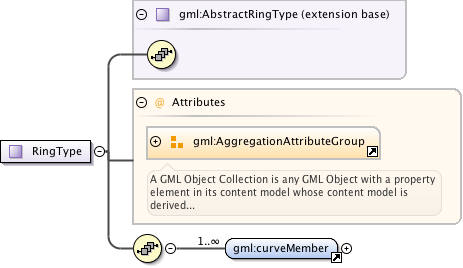 gml:AbstractRingType (extension base)
@ Attributes
gml:AggregationAttributeGroup
RingType
A GML Object Collection is any GML Object with a property
element in its content model whose content model is
derived...
1..∞
gml:curveMember